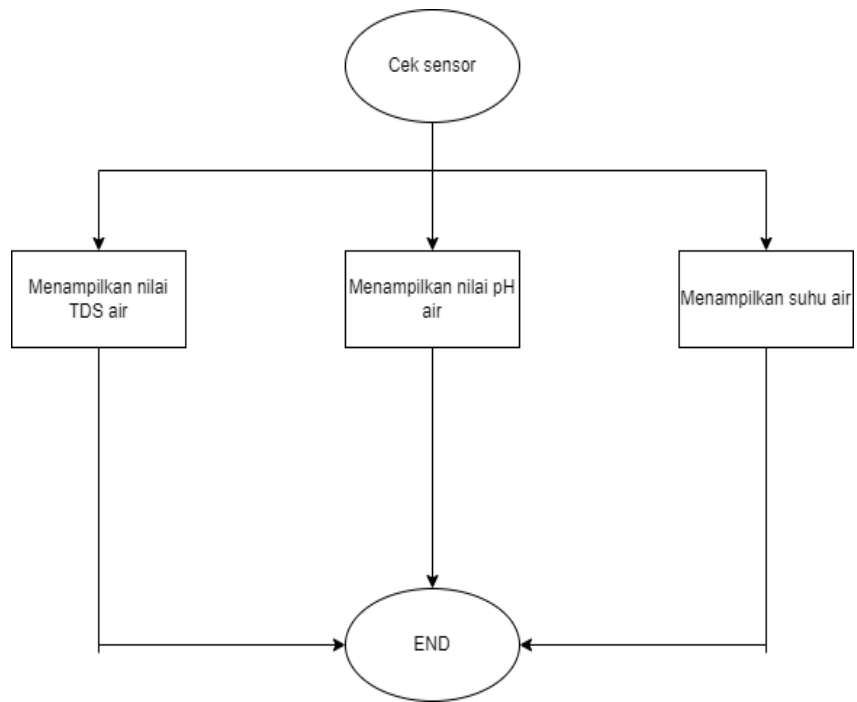 Cek sensor
Menampilkan nilai
TDS air
Menampilkan nilai pH
air
Menampilkan suhu air
END